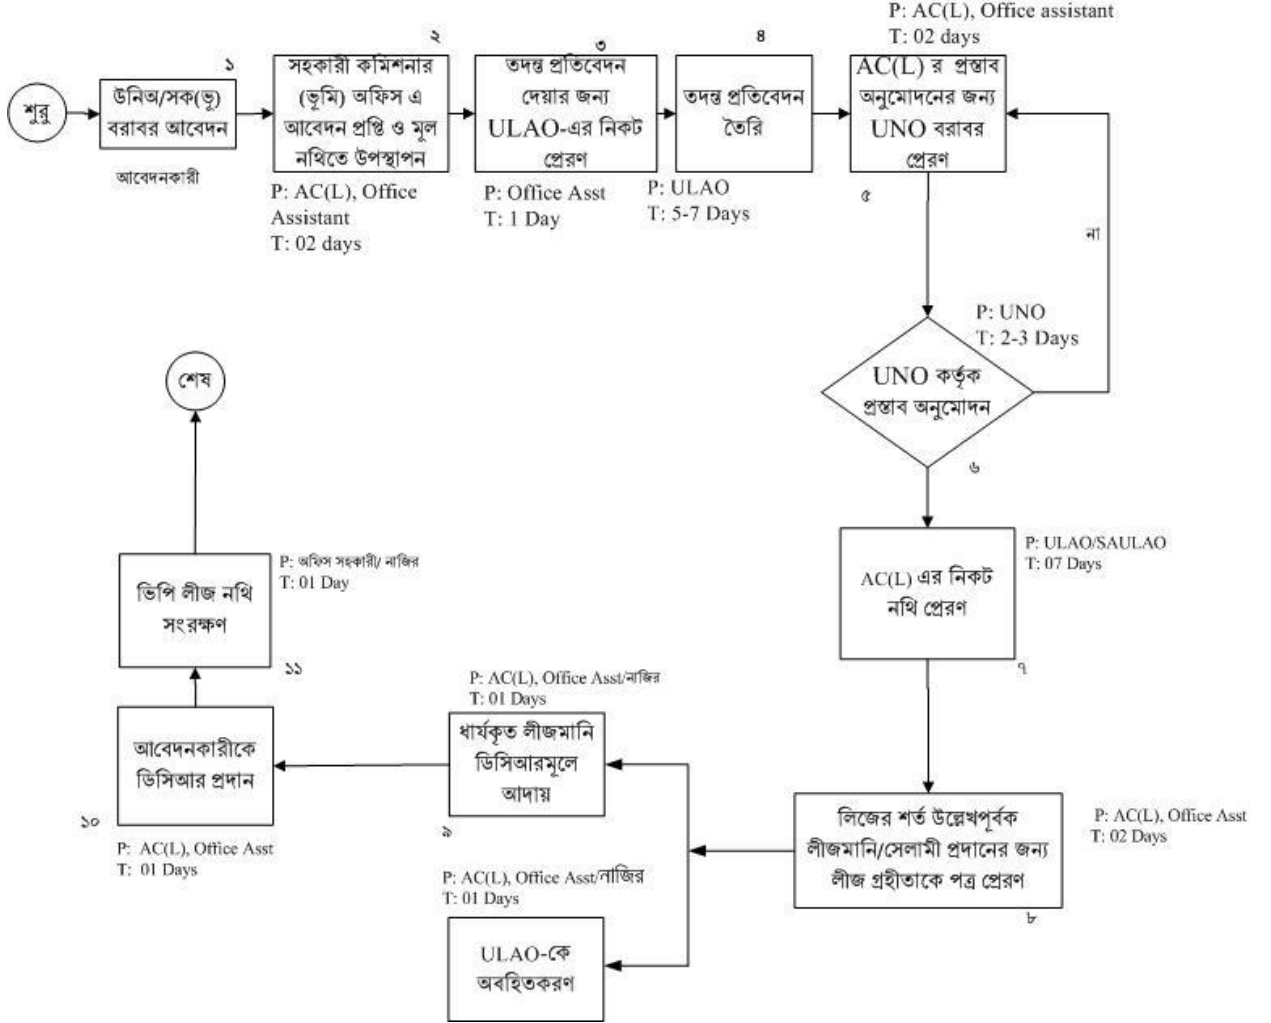 শুরু
১
উনিঅ/সক(ভূ)
বরাবর আবেদন
আবেদনকারী
২
সহকারী কমিশনার
(ভূমি) অফিস এ
আবেদন প্রপ্তি ও মূল
নথিতে উপস্থাপন
P: AC(L), Office
Assistant
T: 02 days
৩
তদন্ত প্রতিবেদন
দেয়ার জন্য
ULAO-এর নিকট
প্রেরণ
P: Office Asst
T: 1 Day
৪
তদন্ত প্রতিবেদন
তৈরি
P: ULAO
T: 5-7 Days
P: AC(L), Office assistant
T: 02 days
AC(L) র প্রস্তাব
অনুমোদনের জন্য
UNO বরাবর
প্রেরণ
৫
না
P: UNO
T: 2-3 Days
UNO কর্তৃক
প্রস্তাব অনুমোদন
৬
P: ULAO/SAULAO
T: 07 Days
AC(L) এর নিকট
নথি প্রেরণ
৭
P: AC(L), Office Asst
T: 02 Days
লিজের শর্ত উল্লেখপূর্বক
লীজমানি/সেলামী প্রদানের জন্য
লীজ গ্রহীতাকে পত্র প্রেরণ
৮
P: AC(L), Office Asst/নাজির
T: 01 Days
ধার্যকৃত লীজমানি
ডিসিআরমূলে
আদায়
৯
P: AC(L), Office Asst/নাজির
T: 01 Days
ULAO-কে
অবহিতকরণ
আবেদনকারীকে
ডিসিআর প্রদান
১০
P: AC(L), Office Asst
T: 01 Days
P: অফিস সহকারী/ নাজির
T: 01 Day
ভিপি লীজ নথি
সংরক্ষণ
১১
শেষ